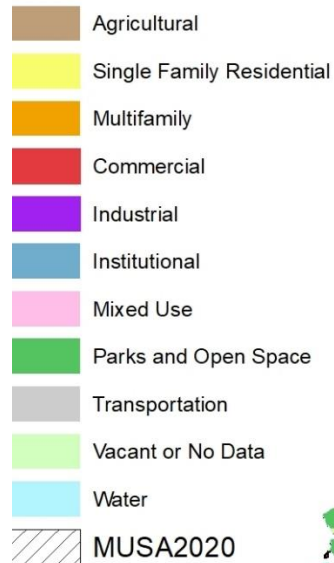 Agricultural
Single Family Residential
Multifamily
Commercial
Industrial
Institutional
Mixed Use
Parks and Open Space
Transportation
Vacant or No Data
Water
MUSA2020